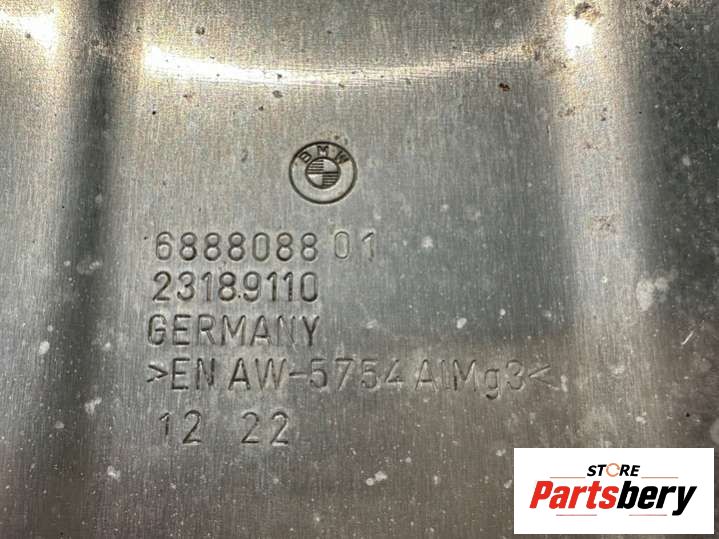 BMW
6888088 01
23189110
GERMANY
>EN AW-5754 AlMg3<
12 22
STORE
Partsbery